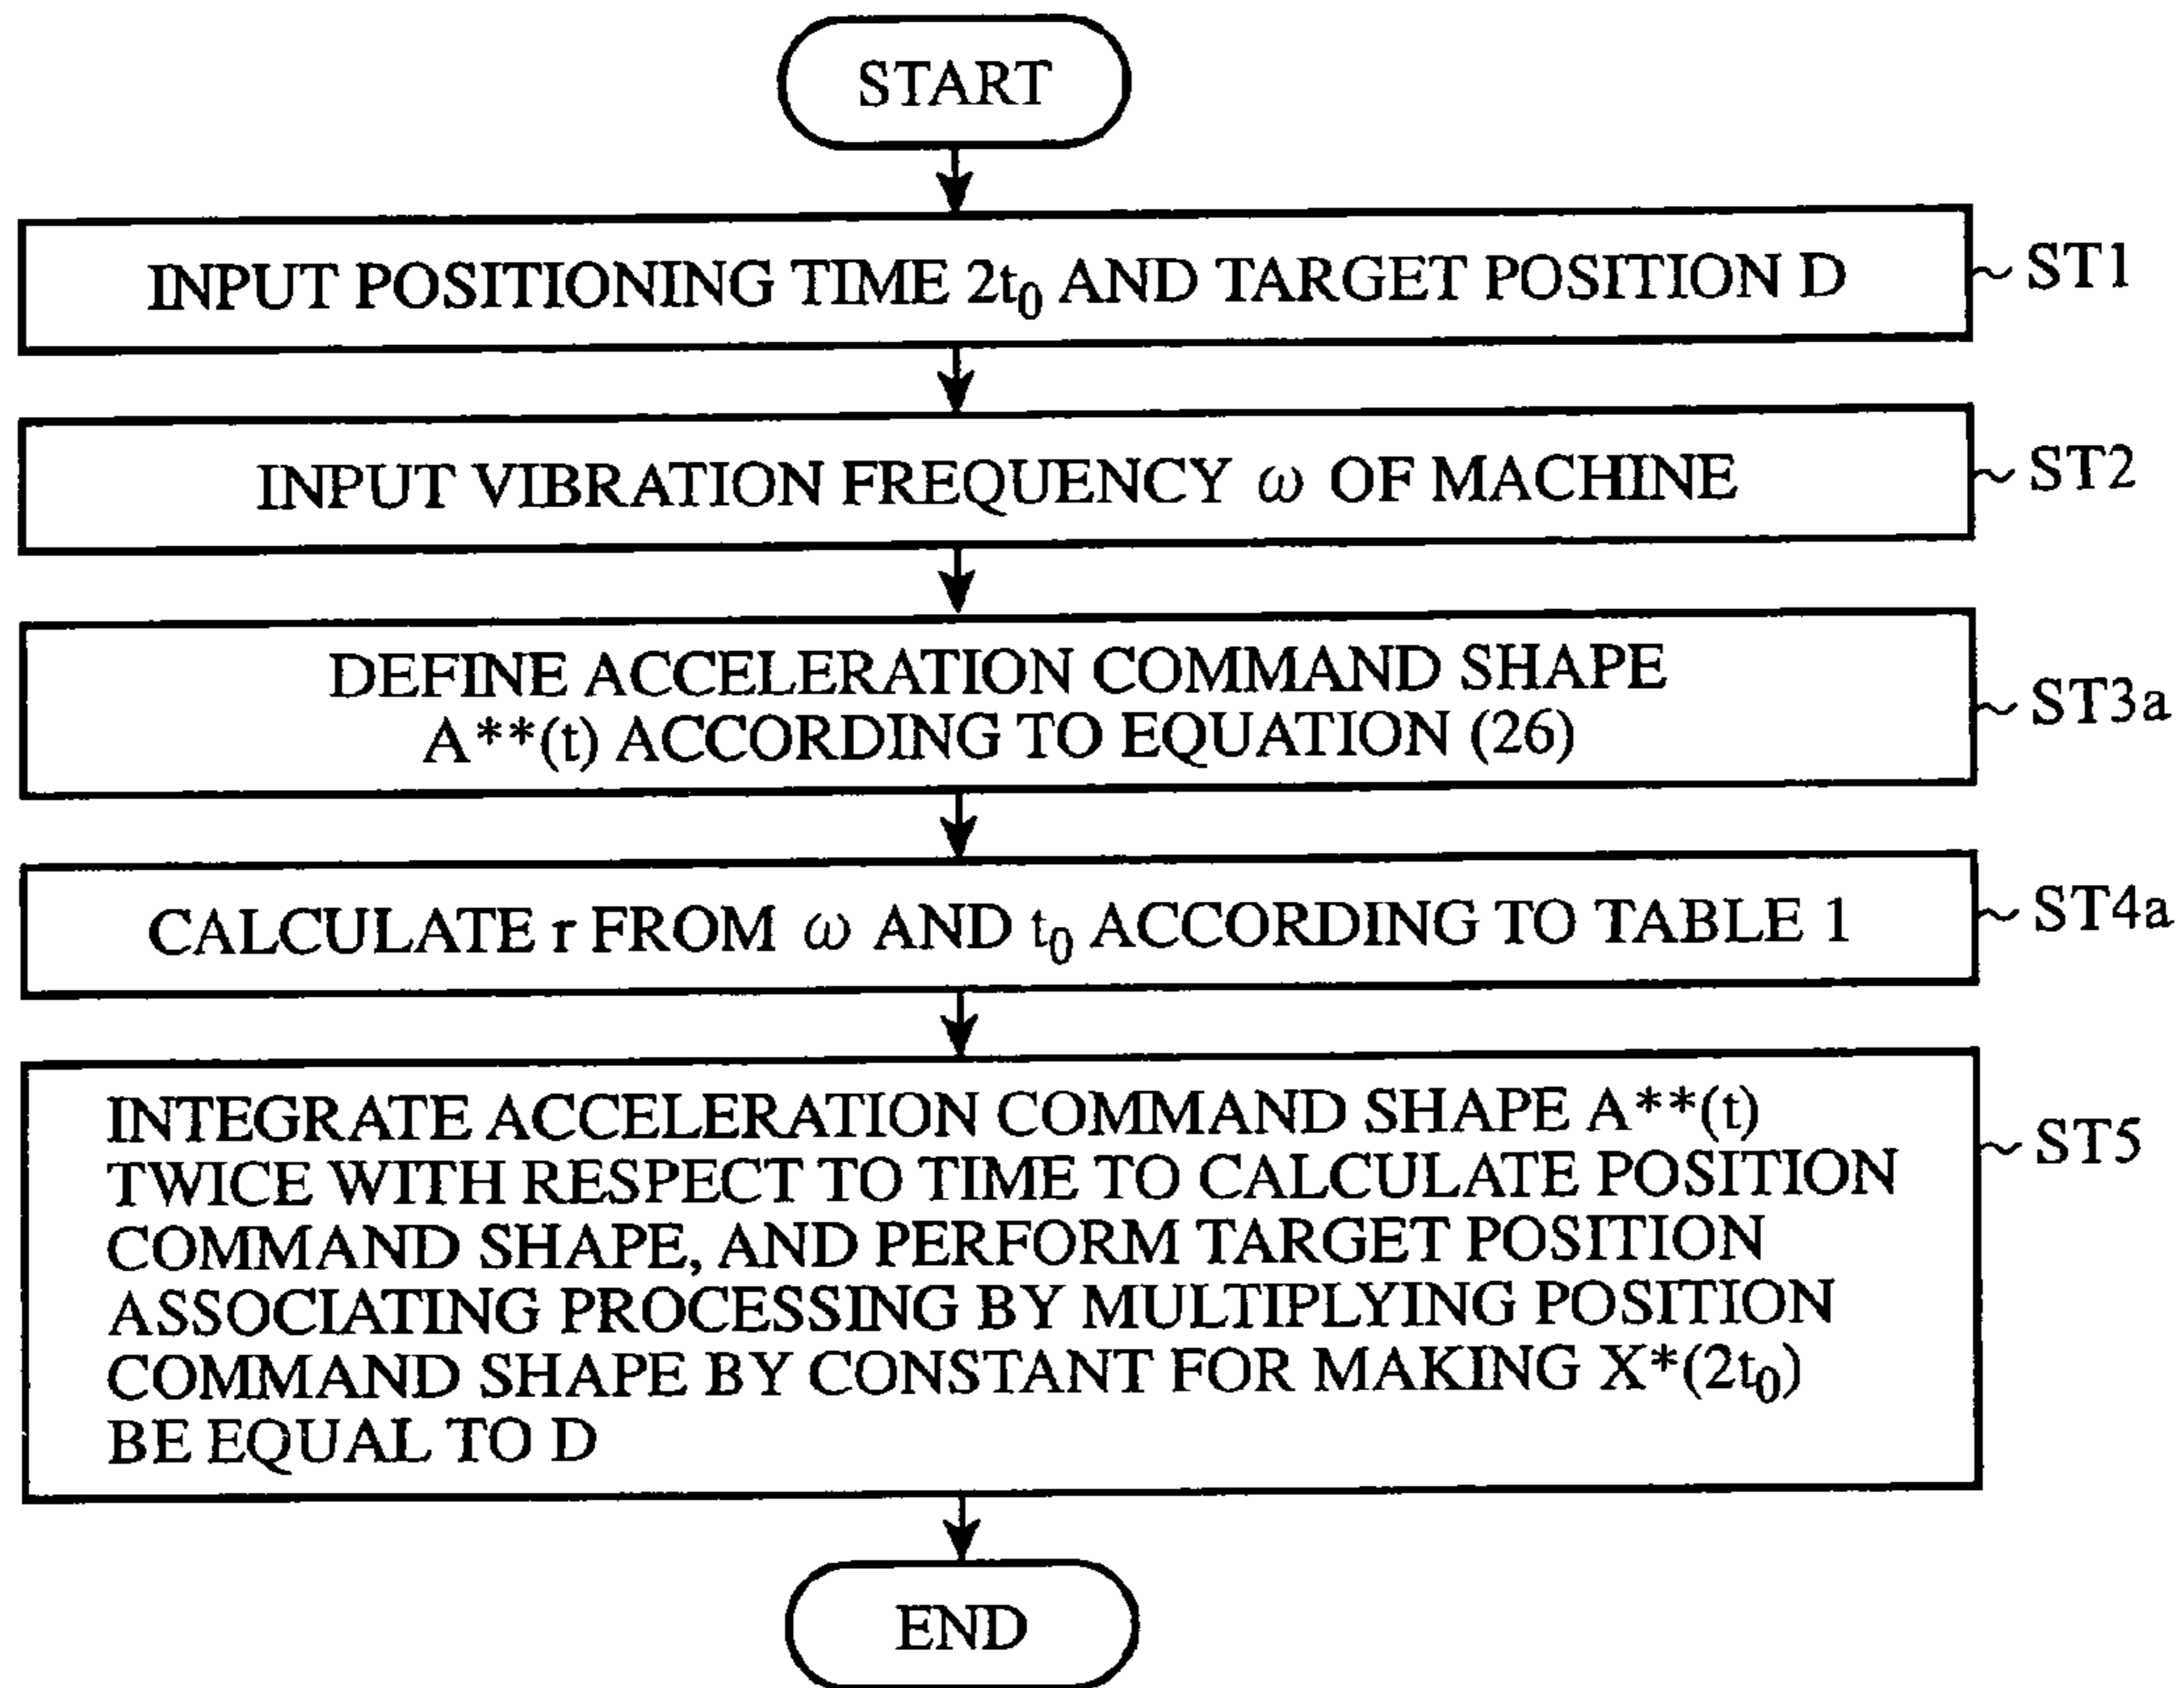 START
INPUT POSITIONING TIME 2t₀ AND TARGET POSITION D
~ ST1
INPUT VIBRATION FREQUENCY ω OF MACHINE
~ ST2
DEFINE ACCELERATION COMMAND SHAPE
A**(t) ACCORDING TO EQUATION (26)
~ ST3a
CALCULATE r FROM ω AND t₀ ACCORDING TO TABLE 1
~ ST4a
INTEGRATE ACCELERATION COMMAND SHAPE A**(t)
TWICE WITH RESPECT TO TIME TO CALCULATE POSITION
COMMAND SHAPE, AND PERFORM TARGET POSITION
ASSOCIATING PROCESSING BY MULTIPLYING POSITION
COMMAND SHAPE BY CONSTANT FOR MAKING X*(2t₀)
BE EQUAL TO D
~ ST5
END